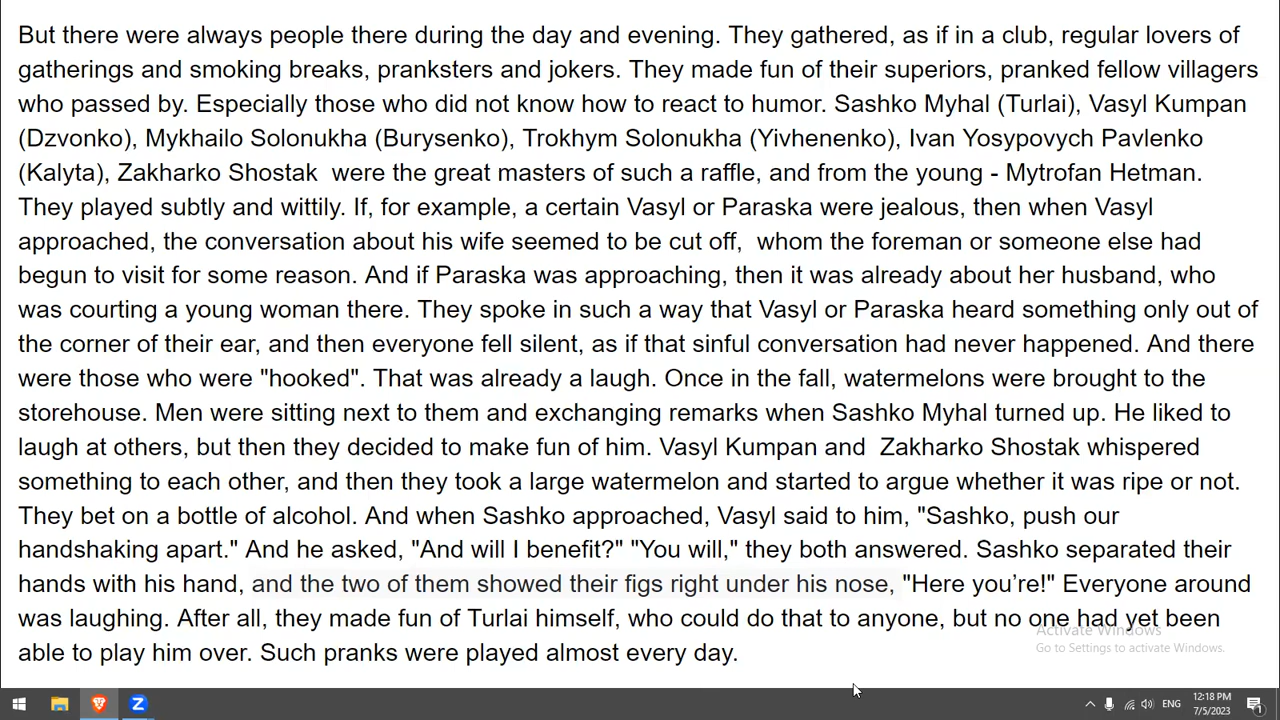 But there were always people there during the day and evening. They gathered, as if in a club, regular lovers of
gatherings and smoking breaks, pranksters and jokers. They made fun of their superiors, pranked fellow villagers
who passed by. Especially those who did not know how to react to humor. Sashko Myhal (Turlai), Vasyl Kumpan
(Dzvonko), Mykhailo Solonukha (Burysenko), Trokhym Solonukha (Yivhenenko), Ivan Yosypovych Pavlenko
(Kalyta), Zakharko Shostak  were the great masters of such a raffle, and from the young - Mytrofan Hetman.
They played subtly and wittily. If, for example, a certain Vasyl or Paraska were jealous, then when Vasyl
approached, the conversation about his wife seemed to be cut off,  whom the foreman or someone else had
begun to visit for some reason. And if Paraska was approaching, then it was already about her husband, who
was courting a young woman there. They spoke in such a way that Vasyl or Paraska heard something only out of
the corner of their ear, and then everyone fell silent, as if that sinful conversation had never happened. And there
were those who were "hooked". That was already a laugh. Once in the fall, watermelons were brought to the
storehouse. Men were sitting next to them and exchanging remarks when Sashko Myhal turned up. He liked to
laugh at others, but then they decided to make fun of him. Vasyl Kumpan and  Zakharko Shostak whispered
something to each other, and then they took a large watermelon and started to argue whether it was ripe or not.
They bet on a bottle of alcohol. And when Sashko approached, Vasyl said to him, "Sashko, push our
handshaking apart." And he asked, "And will I benefit?" "You will," they both answered. Sashko separated their
hands with his hand, and the two of them showed their figs right under his nose, "Here you’re!" Everyone around
was laughing. After all, they made fun of Turlai himself, who could do that to anyone, but no one had yet been
able to play him over. Such pranks were played almost every day.
Activate Windows
Go to Settings to activate Windows.
Z
ENG
12:18 PM
7/5/2023
1